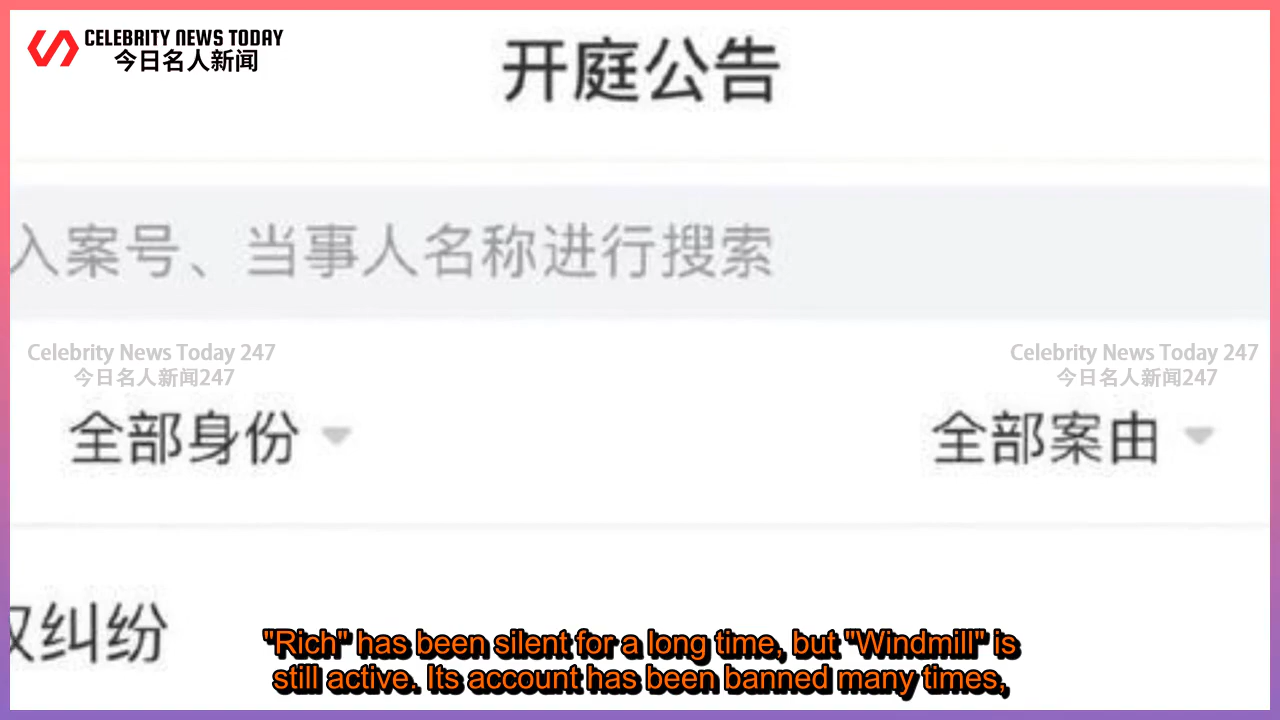 CELEBRITY NEWS TODAY
今日名人新闻
开庭公告
入案号、当事人名称进行搜索
Celebrity News Today 247
今日名人新闻247
Celebrity News Today 247
今日名人新闻247
全部身份
全部案由
纠纷
"Rich" has been silent for a long time, but "Windmill" is
still active. Its account has been banned many times,